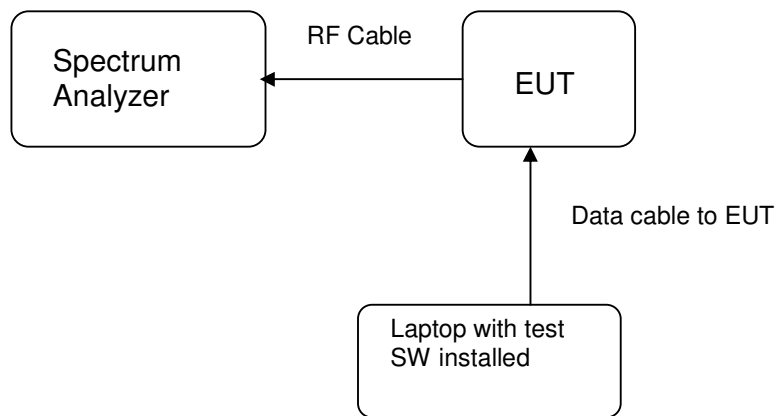 RF Cable
Spectrum
Analyzer
EUT
Data cable to EUT
Laptop with test
SW installed